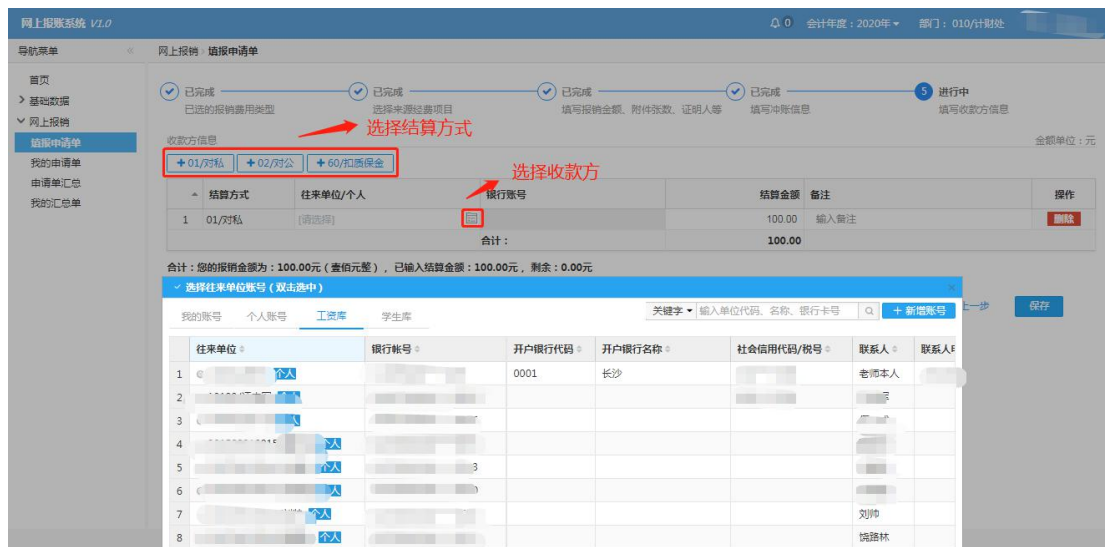 网上报账系统 V1.0
0 会计年度：2020年 部门：010/计财处
导航菜单 « 网上报销 填报申请单
首页
基础数据
网上报销
填报申请单
我的申请单
申请单汇总
我的汇总单
已完成 已完成 已完成 已完成 5 进行中
已选的报销费用类型 选择来源经费项目 填写报销金额、附件张数、证明人等 填写冲账信息 填写收款方信息
选择结算方式
收款方信息 金额单位：元
+01/对私 +02/对公 +60/扣质保金
选择收款方
结算方式 往来单位/个人 银行账号 结算金额 备注 操作
1 01/对私 [请选择] 100.00 输入备注 删除
合计： 100.00
合计：您的报销金额为：100.00元（壹佰元整），已输入结算金额：100.00元，剩余：0.00元
选择往来单位账号（双击选中） ×
上一步 保存
我的账号 个人账号 工资库 学生库 关键字 输入单位代码、名称、银行卡号 +新增账号
往来单位 银行帐号 开户银行代码 开户银行名称 社会信用代码/税号 联系人 联系人
1 个人 0001 长沙 老师本人
2
3 人
4 个人
5 个人
6 人
7 个人 刘帅
8 个人 饶路林